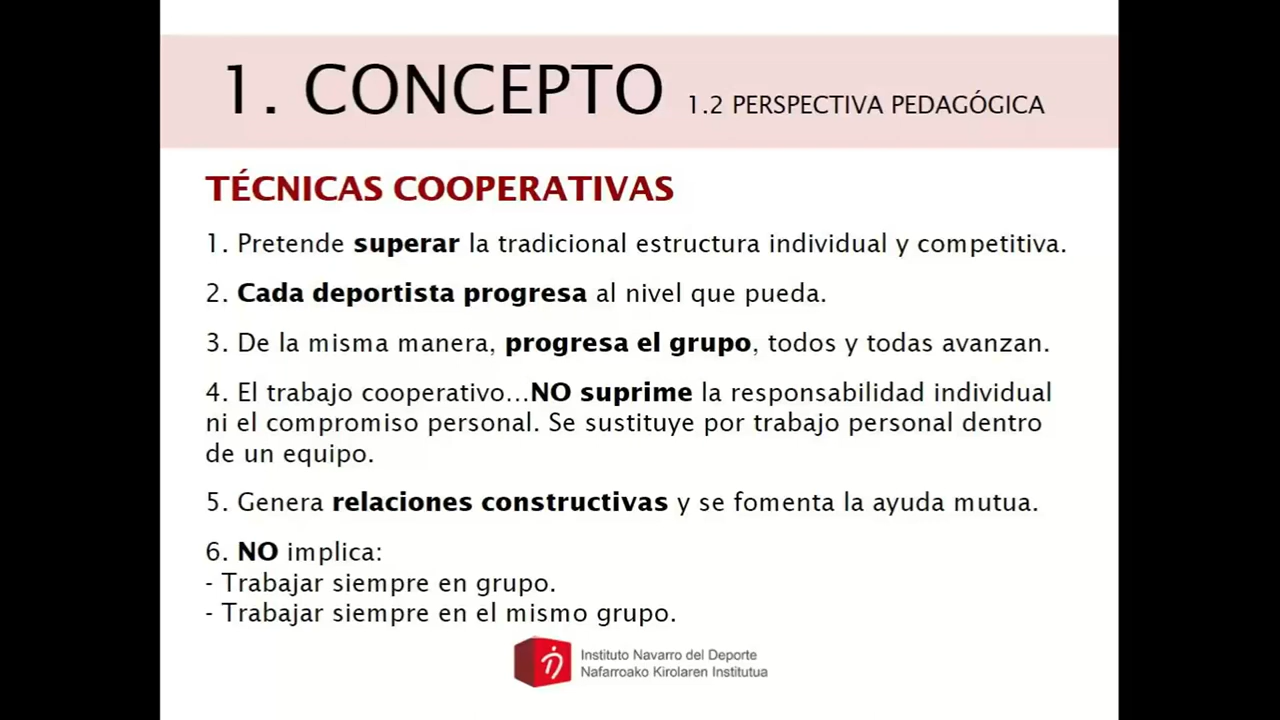 1. CONCEPTO 1.2 PERSPECTIVA PEDAGÓGICA
TÉCNICAS COOPERATIVAS
1. Pretende superar la tradicional estructura individual y competitiva.
2. Cada deportista progresa al nivel que pueda.
3. De la misma manera, progresa el grupo, todos y todas avanzan.
4. El trabajo cooperativo...NO suprime la responsabilidad individual
ni el compromiso personal. Se sustituye por trabajo personal dentro
de un equipo.
5. Genera relaciones constructivas y se fomenta la ayuda mutua.
6. NO implica:
- Trabajar siempre en grupo.
- Trabajar siempre en el mismo grupo.
Instituto Navarro del Deporte
Nafarroako Kirolaren Institutua